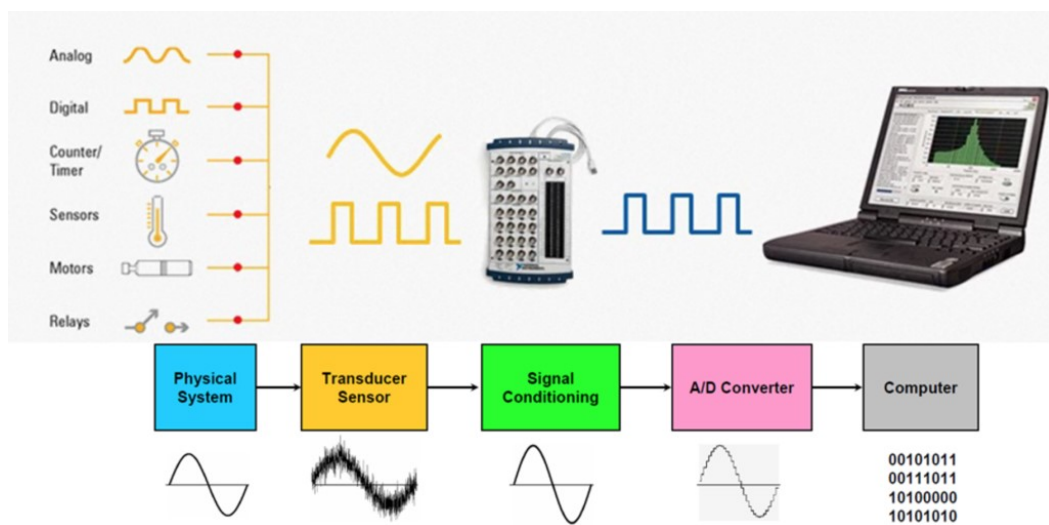 Analog
Digital
Counter/
Timer
Sensors
Motors
Relays
Physical
System
Transducer
Sensor
Signal
Conditioning
A/D Converter
Computer
00101011
00111011
10100000
10101010